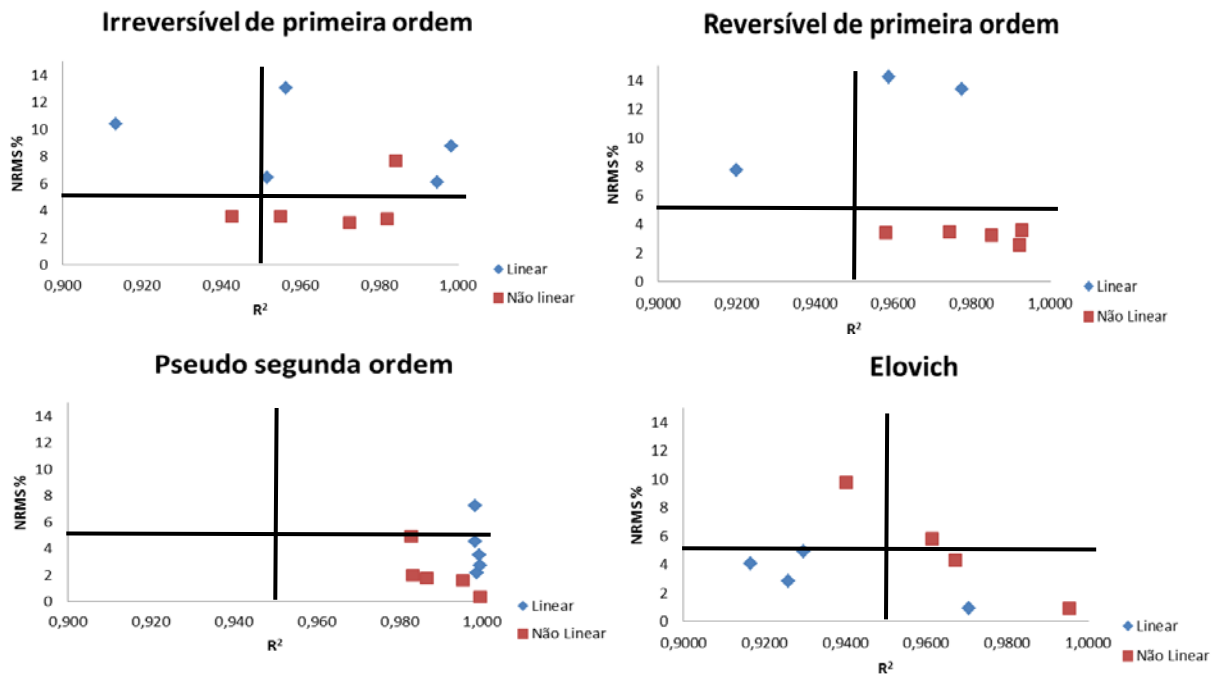 Irreversível de primeira ordem
NRMS %
14
12
10
8
6
4
2
0
0,900 0,920 0,940 0,960 0,980 1,000
R²
Linear
Não linear
Reversível de primeira ordem
NRMS %
14
12
10
8
6
4
2
0
0,9000 0,9200 0,9400 0,9600 0,9800 1,0000
R²
Linear
Não Linear
Pseudo segunda ordem
NRMS %
14
12
10
8
6
4
2
0
0,900 0,920 0,940 0,960 0,980 1,000
R²
Linear
Não Linear
Elovich
NRMS %
14
12
10
8
6
4
2
0
0,9000 0,9200 0,9400 0,9600 0,9800 1,0000
R²
Linear
Não Linear